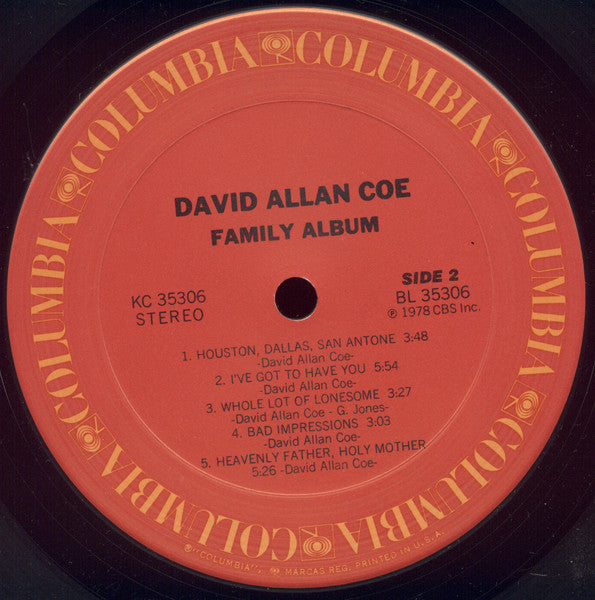 COLUMBIA COLUMBIA COLUMBIA COLUMBIA COLUMBIA COLUMBIA COLUMBIA COLUMBIA
DAVID ALLAN COE
FAMILY ALBUM
KC 35306
STEREO
SIDE 2
BL 35306
℗ 1978 CBS Inc.
1. HOUSTON, DALLAS, SAN ANTONE 3:48
-David Allan Coe-
2. I'VE GOT TO HAVE YOU 5:54
-David Allan Coe-
3. WHOLE LOT OF LONESOME 3:27
-David Allan Coe - G. Jones-
4. BAD IMPRESSIONS 3:03
-David Allan Coe-
5. HEAVENLY FATHER, HOLY MOTHER
5:26 -David Allan Coe-
"COLUMBIA", MARCAS REG. PRINTED IN U.S.A.